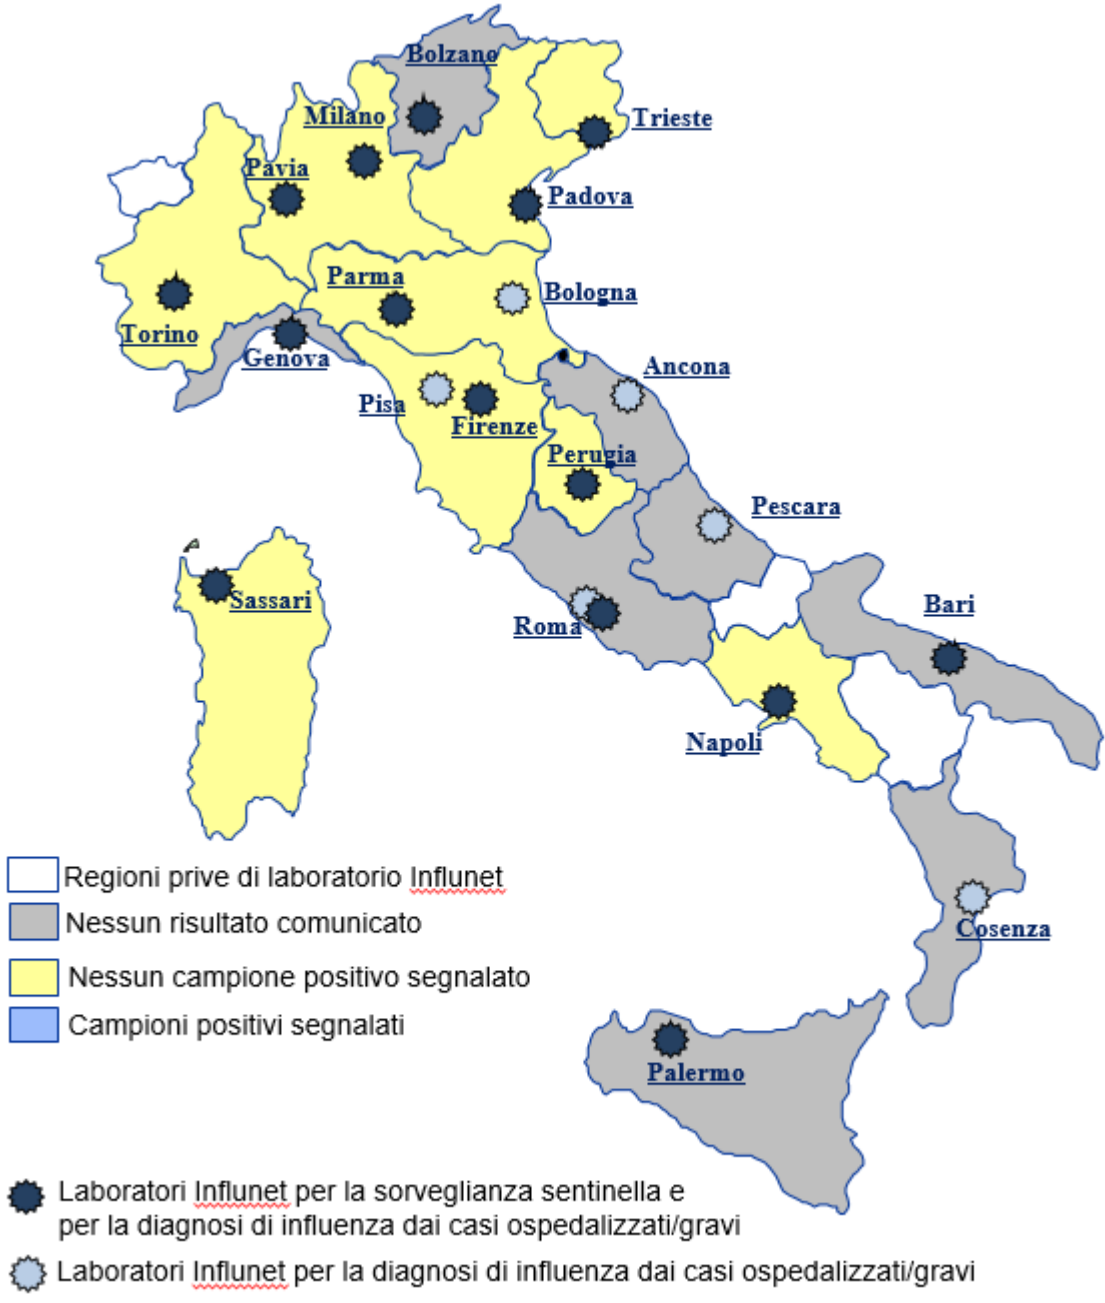 Bolzano
Milano
Trieste
Pavia
Padova
Parma
Bologna
Torino
Genova
Ancona
Pisa
Firenze
Perugia
Pescara
Sassari
Roma
Bari
Napoli
Regioni prive di laboratorio Influnet
Nessun risultato comunicato
Cosenza
Nessun campione positivo segnalato
Campioni positivi segnalati
Palermo
Laboratori Influnet per la sorveglianza sentinella e
per la diagnosi di influenza dai casi ospedalizzati/gravi
Laboratori Influnet per la diagnosi di influenza dai casi ospedalizzati/gravi